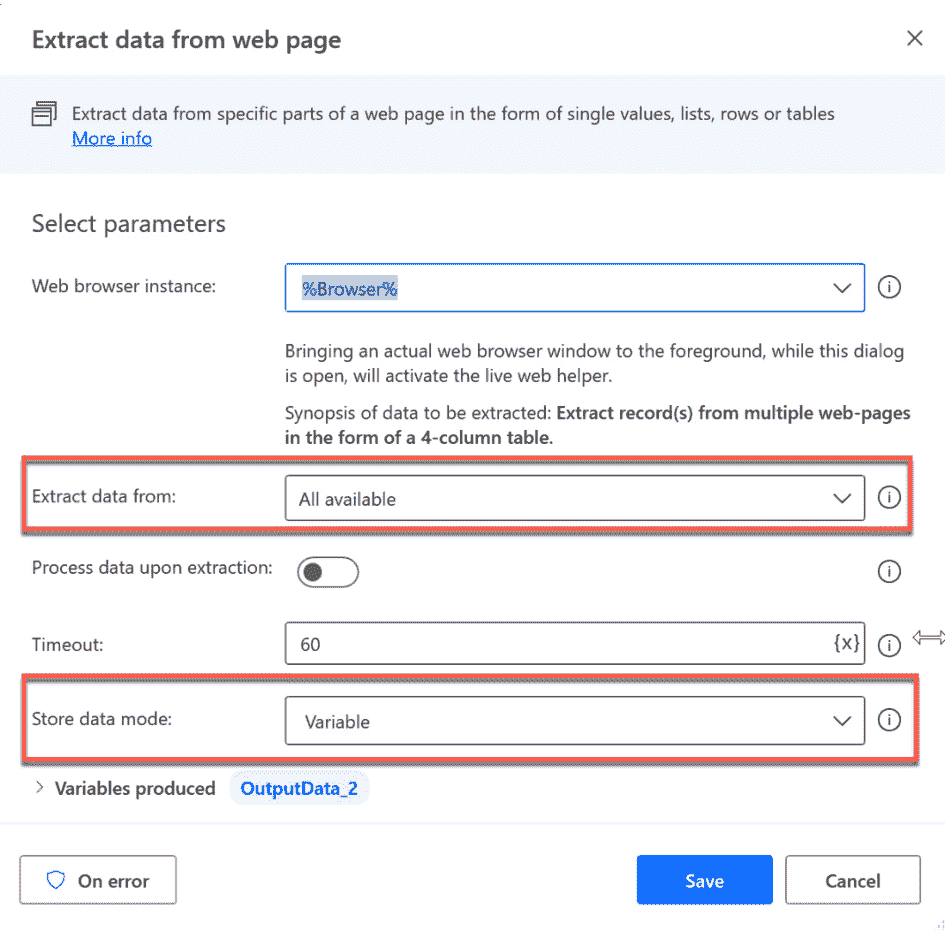 Extract data from web page
Extract data from specific parts of a web page in the form of single values, lists, rows or tables
More info
Select parameters
Web browser instance:
%Browser%
Bringing an actual web browser window to the foreground, while this dialog
is open, will activate the live web helper.
Synopsis of data to be extracted: Extract record(s) from multiple web-pages
in the form of a 4-column table.
Extract data from:
All available
Process data upon extraction:
Timeout:
60
{x}
Store data mode:
Variable
Variables produced
OutputData_2
On error
Save
Cancel